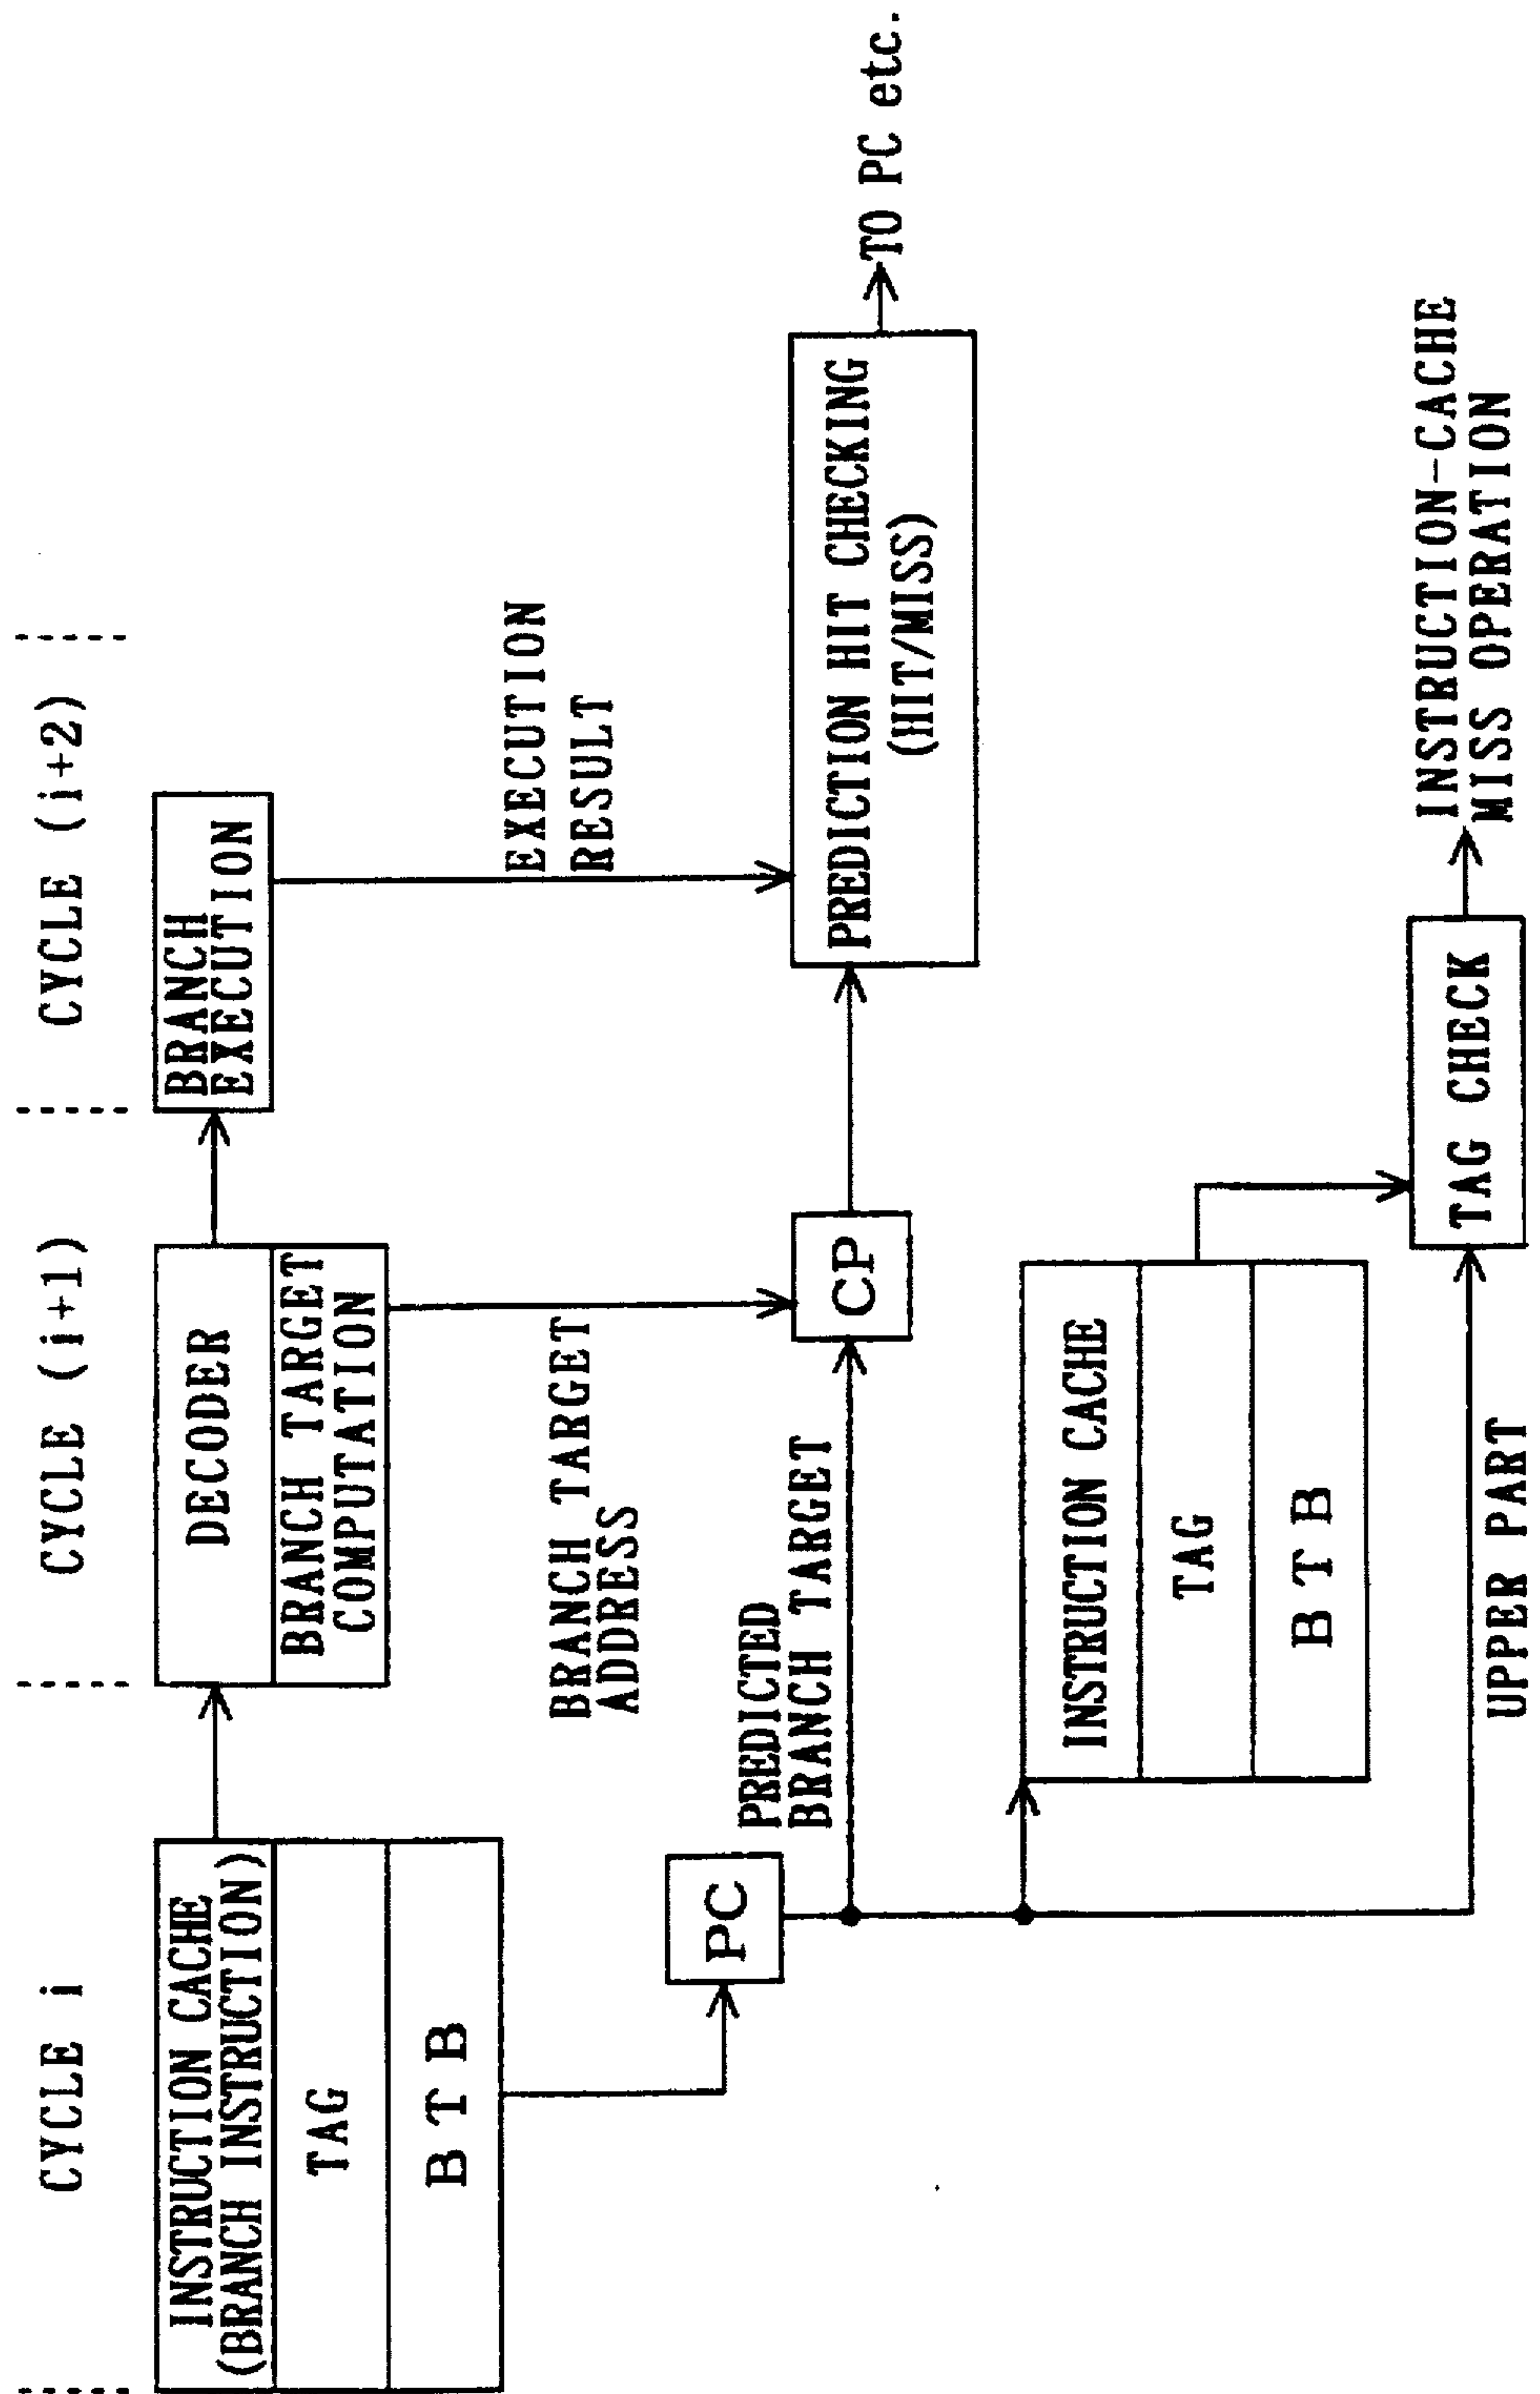 CYCLE i
CYCLE (i+1)
CYCLE (i+2)
INSTRUCTION CACHE
(BRANCH INSTRUCTION)
TAG
B T B
DECODER
BRANCH TARGET
COMPUTATION
BRANCH
EXECUTION
BRANCH TARGET
ADDRESS
EXECUTION
RESULT
PC
PREDICTED
BRANCH TARGET
CP
PREDICTION HIT CHECKING
(HIT/MISS)
TO PC etc.
INSTRUCTION CACHE
TAG
B T B
UPPER PART
TAG CHECK
INSTRUCTION-CACHE
MISS OPERATION